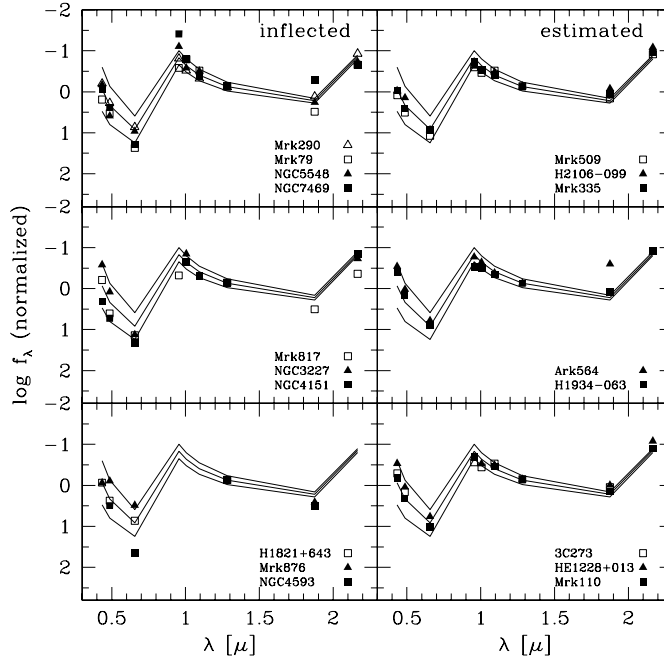 inflected
estimated
-2
-1
0
1
2
Mrk290
Mrk79
NGC5548
NGC7469
Mrk509
H2106-099
Mrk335
log f_λ (normalized)
-2
-1
0
1
2
Mrk817
NGC3227
NGC4151
Ark564
H1934-063
-2
-1
0
1
2
H1821+643
Mrk876
NGC4593
3C273
HE1228+013
Mrk110
0.5 1 1.5 2
0.5 1 1.5 2
λ [μ]
λ [μ]